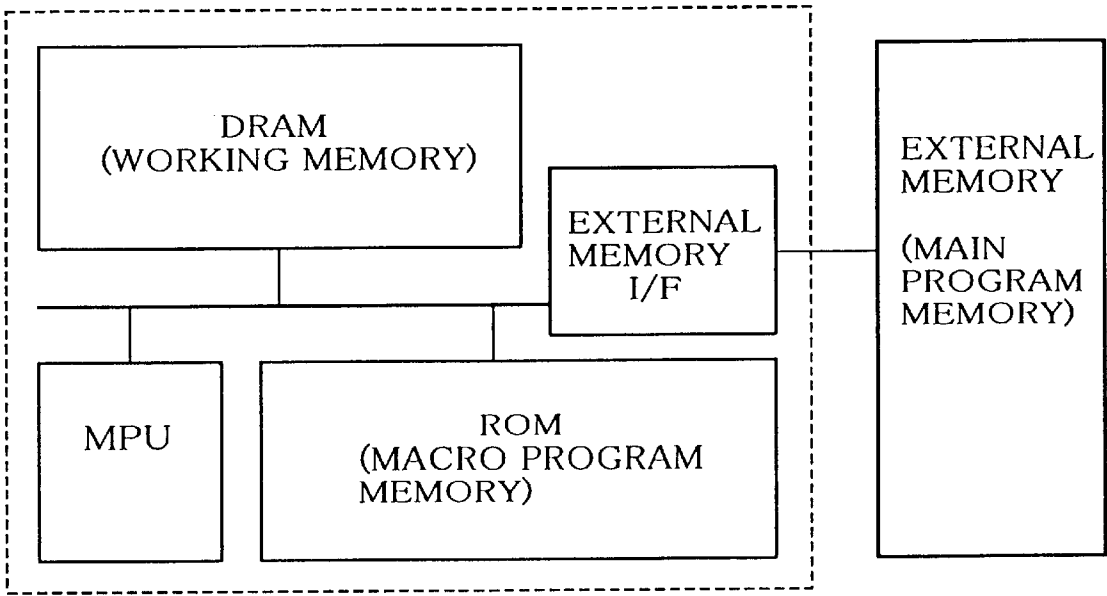 DRAM
(WORKING MEMORY)
EXTERNAL
MEMORY
I/F
EXTERNAL
MEMORY
(MAIN
PROGRAM
MEMORY)
MPU
ROM
(MACRO PROGRAM
MEMORY)